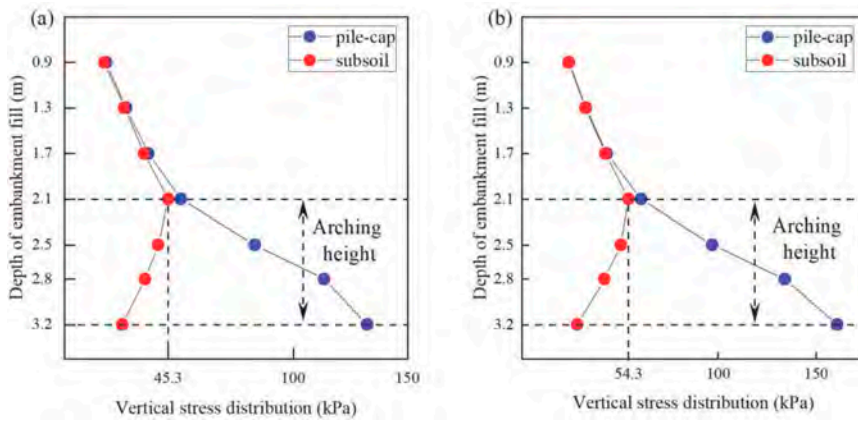 (a)
pile-cap
subsoil
Depth of embankment fill (m)
0.9
1.3
1.7
2.1
2.5
2.8
3.2
Arching
height
45.3
100
150
Vertical stress distribution (kPa)
(b)
pile-cap
subsoil
Depth of embankment fill (m)
0.9
1.3
1.7
2.1
2.5
2.8
3.2
Arching
height
54.3
100
150
Vertical stress distribution (kPa)